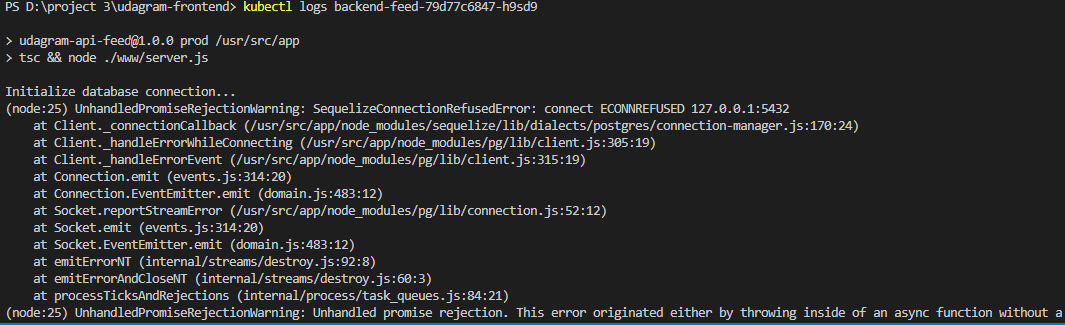 PS D:\project 3\udagram-frontend> kubectl logs backend-feed-79d77c6847-h9sd9
> udagram-api-feed@1.0.0 prod /usr/src/app
> tsc && node ./www/server.js
Initialize database connection...
(node:25) UnhandledPromiseRejectionWarning: SequelizeConnectionRefusedError: connect ECONNREFUSED 127.0.0.1:5432
    at Client._connectionCallback (/usr/src/app/node_modules/sequelize/lib/dialects/postgres/connection-manager.js:170:24)
    at Client._handleErrorWhileConnecting (/usr/src/app/node_modules/pg/lib/client.js:305:19)
    at Client._handleErrorEvent (/usr/src/app/node_modules/pg/lib/client.js:315:19)
    at Connection.emit (events.js:314:20)
    at Connection.EventEmitter.emit (domain.js:483:12)
    at Socket.reportStreamError (/usr/src/app/node_modules/pg/lib/connection.js:52:12)
    at Socket.emit (events.js:314:20)
    at Socket.EventEmitter.emit (domain.js:483:12)
    at emitErrorNT (internal/streams/destroy.js:92:8)
    at emitErrorAndCloseNT (internal/streams/destroy.js:60:3)
    at processTicksAndRejections (internal/process/task_queues.js:84:21)
(node:25) UnhandledPromiseRejectionWarning: Unhandled promise rejection. This error originated either by throwing inside of an async function without a